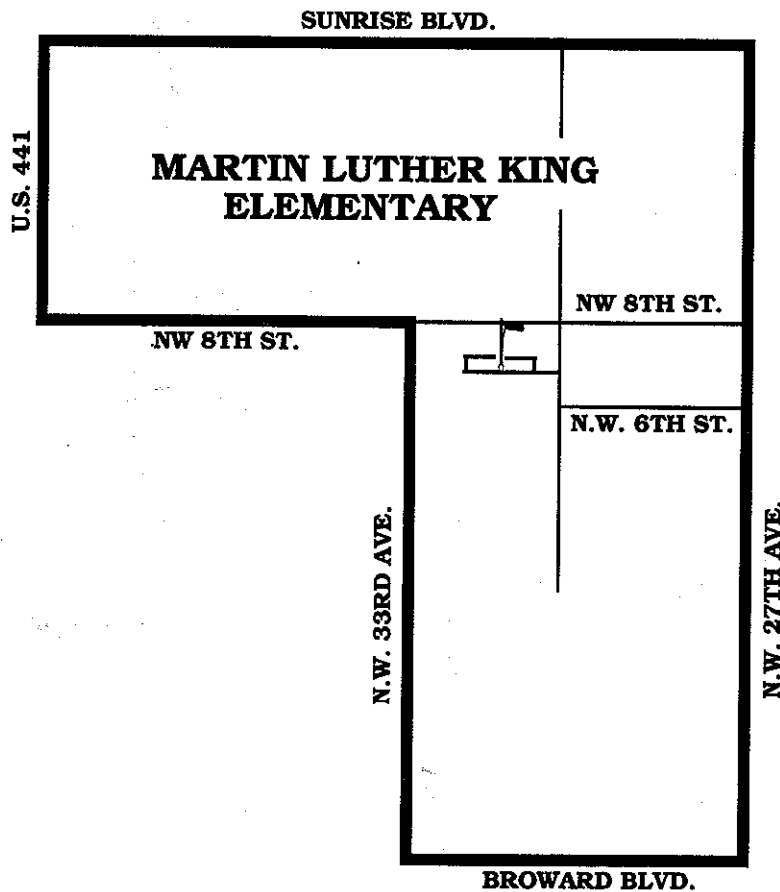 SUNRISE BLVD.
U.S. 441
MARTIN LUTHER KING
ELEMENTARY
NW 8TH ST.
NW 8TH ST.
N.W. 6TH ST.
N.W. 33RD AVE.
N.W. 27TH AVE.
BROWARD BLVD.